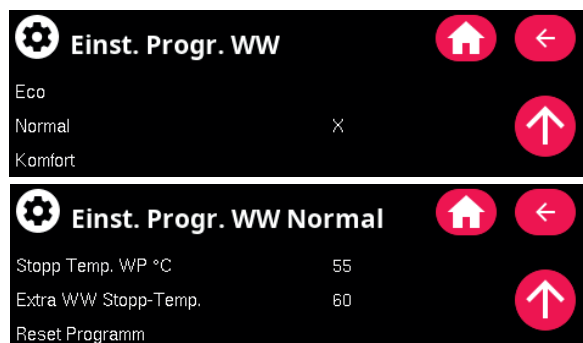 Einst. Progr. WW
Eco
Normal X
Komfort
Einst. Progr. WW Normal
Stopp Temp. WP °C 55
Extra WW Stopp-Temp. 60
Reset Programm